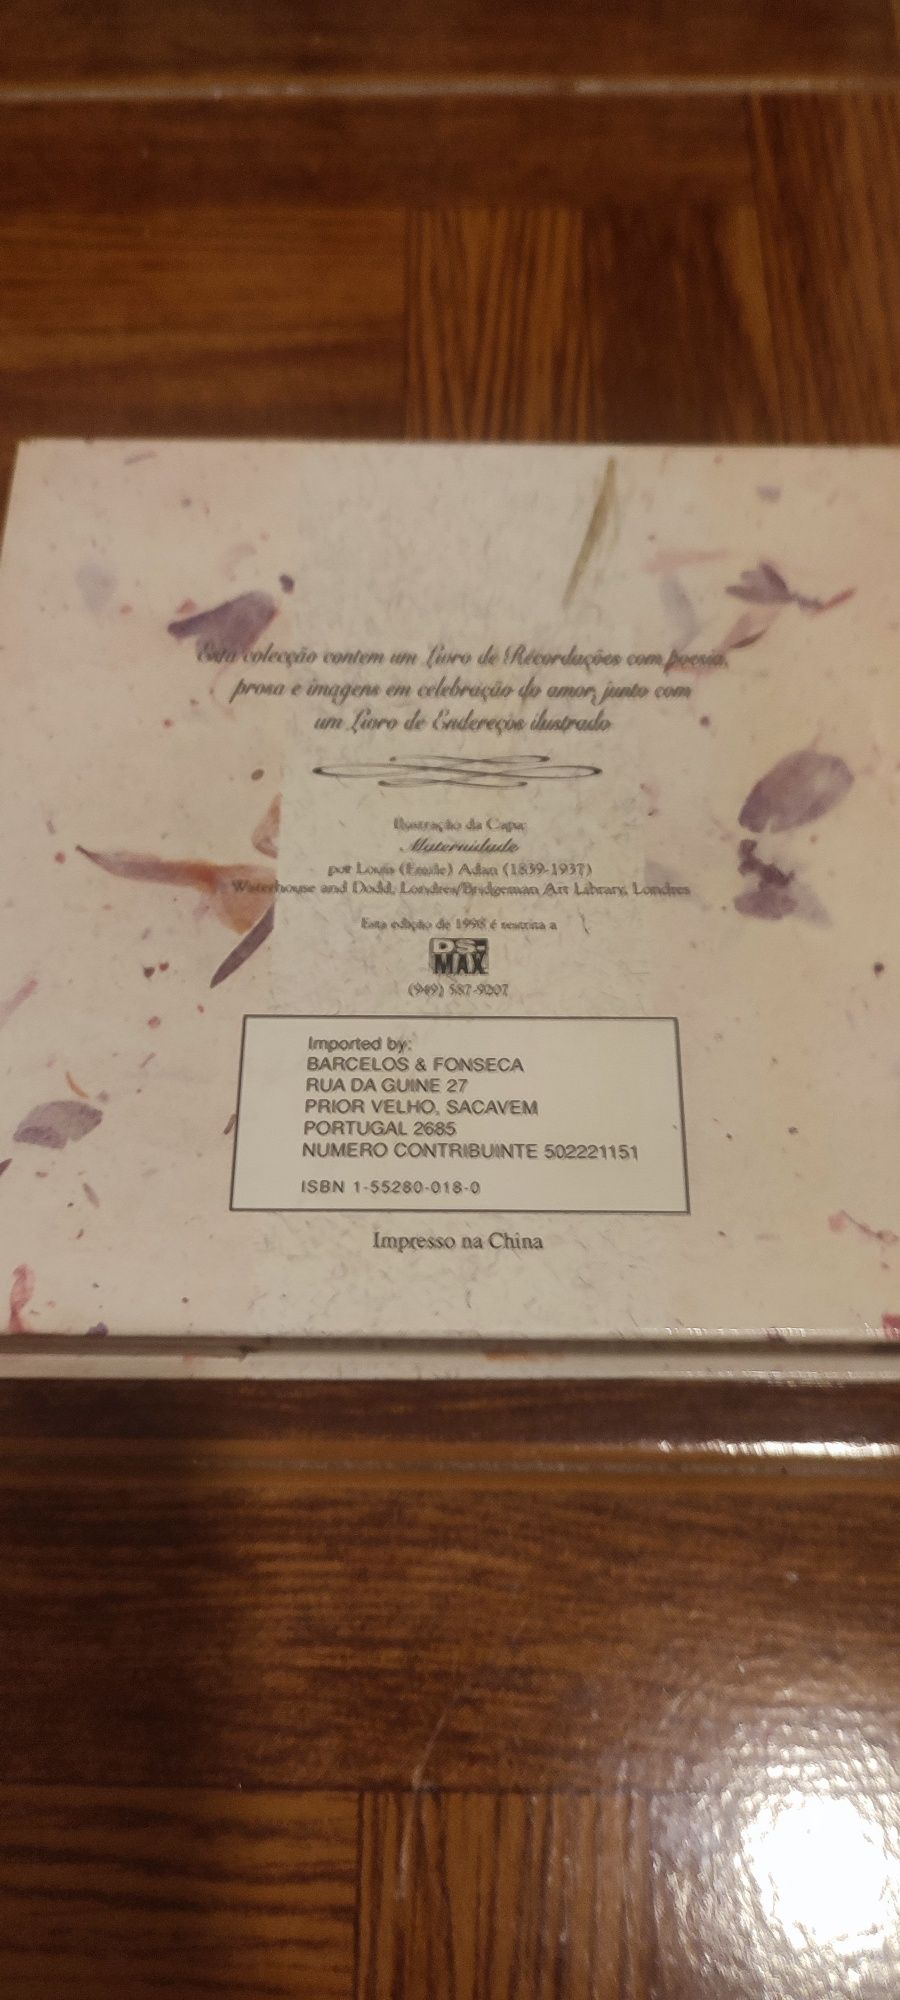 Esta colecção contem um Livro de Recordações com poesia,
prosa e imagens em celebração do amor, junto com
um Livro de Endereços ilustrado
Ilustração da Capa:
Maternidade
por Louis (Emile) Adan (1839-1937)
Waterhouse and Dodd, Londres/Bridgeman Art Library, Londres
Esta edição de 1998 é restrita a
DS-
MAX
(949) 587-9207
Imported by:
BARCELOS & FONSECA
RUA DA GUINE 27
PRIOR VELHO, SACAVEM
PORTUGAL 2685
NUMERO CONTRIBUINTE 502221151
ISBN 1-55280-018-0
Impresso na China